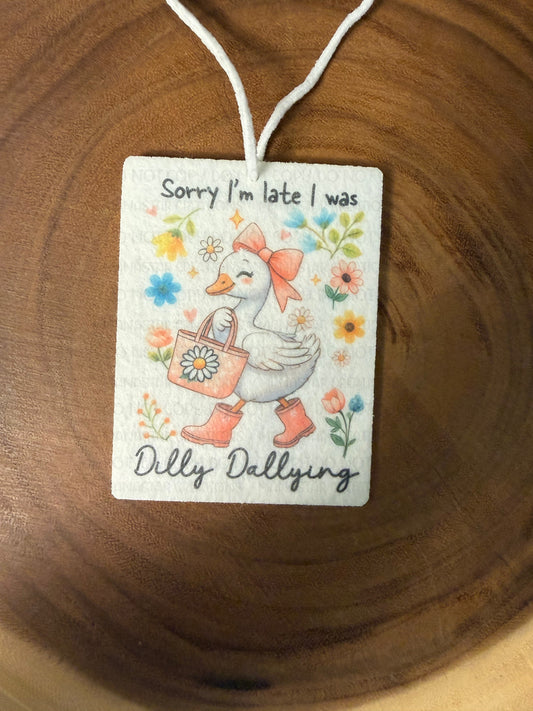 Sorry I'm late I was
Dilly Dallying